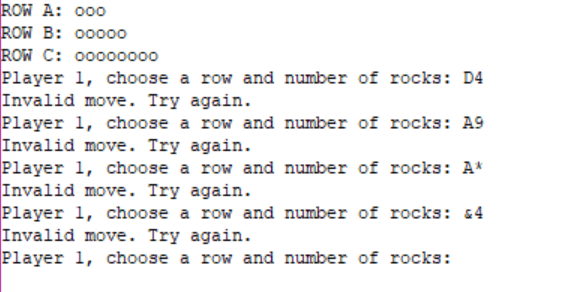 ROW A: ooo
ROW B: ooooo
ROW C: oooooooo
Player 1, choose a row and number of rocks: D4
Invalid move. Try again.
Player 1, choose a row and number of rocks: A9
Invalid move. Try again.
Player 1, choose a row and number of rocks: A*
Invalid move. Try again.
Player 1, choose a row and number of rocks: &4
Invalid move. Try again.
Player 1, choose a row and number of rocks: